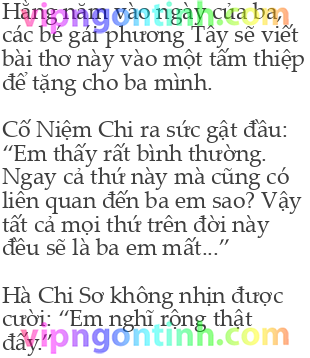 Hằng năm vào ngày của ba,
các bé gái phương Tây sẽ viết
bài thơ này vào một tấm thiệp
để tặng cho ba mình.
Cố Niệm Chi ra sức gật đầu:
“Em thấy rất bình thường.
Ngay cả thứ này mà cũng có
liên quan đến ba em sao? Vậy
tất cả mọi thứ trên đời này
đều sẽ là ba em mất...”
Hà Chi Sơ không nhịn được
cười: “Em nghĩ rộng thật
đấy.”
vipngontinh.com
vipngontinh.com